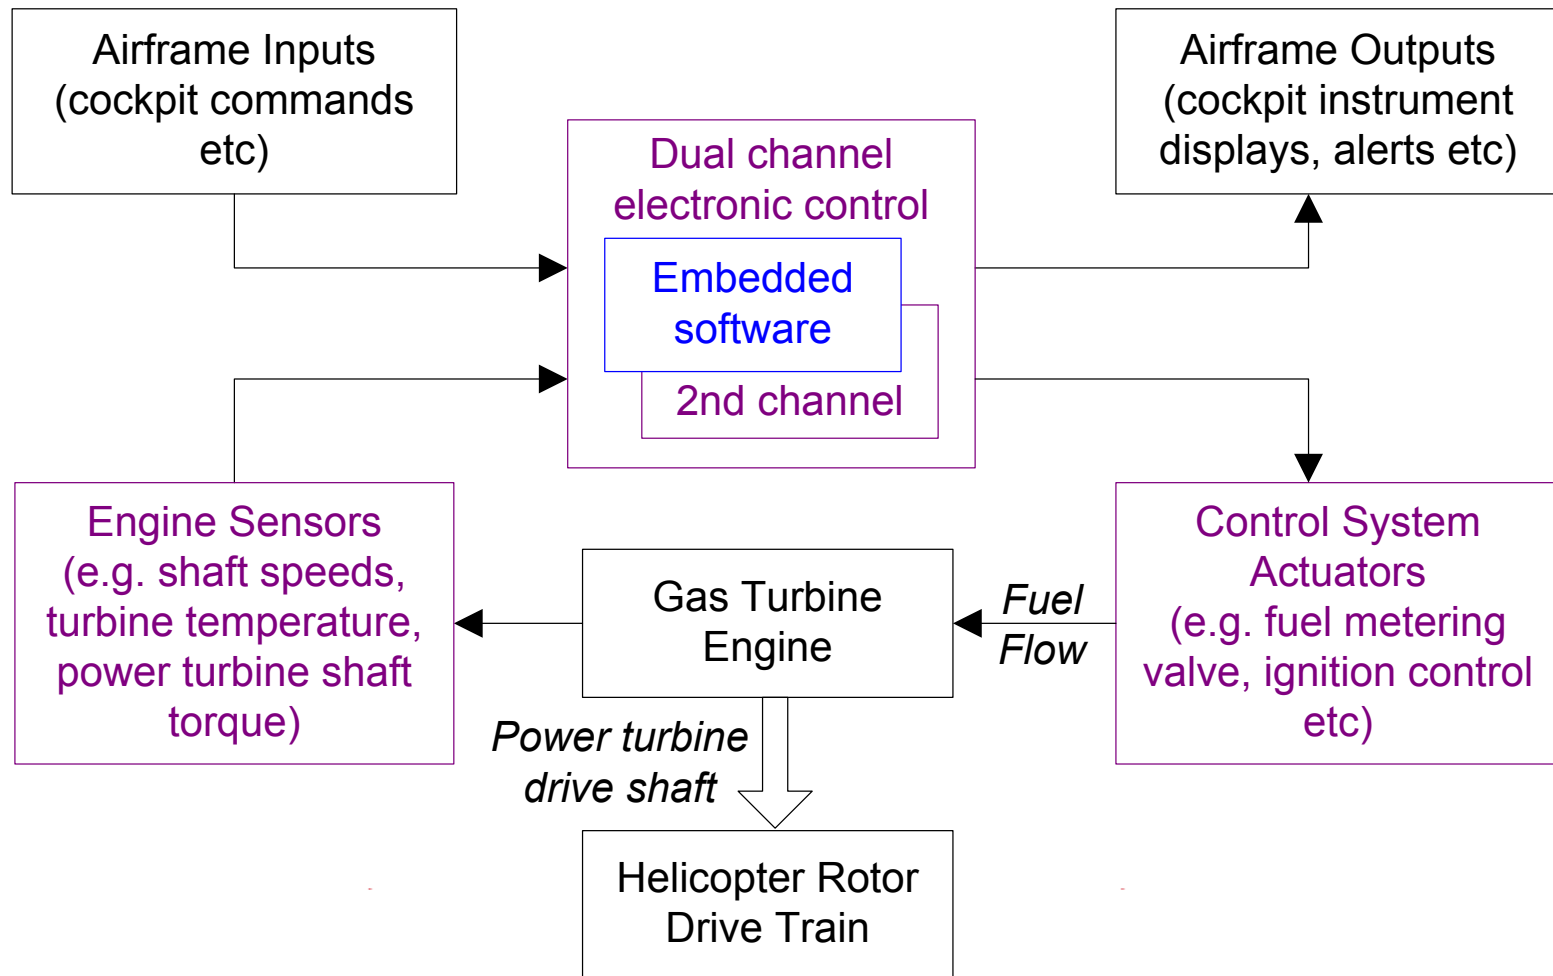 Airframe Inputs
(cockpit commands
etc)
Airframe Outputs
(cockpit instrument
displays, alerts etc)
Dual channel
electronic control
Embedded
software
2nd channel
Engine Sensors
(e.g. shaft speeds,
turbine temperature,
power turbine shaft
torque)
Gas Turbine
Engine
Fuel
Flow
Control System
Actuators
(e.g. fuel metering
valve, ignition control
etc)
Power turbine
drive shaft
Helicopter Rotor
Drive Train